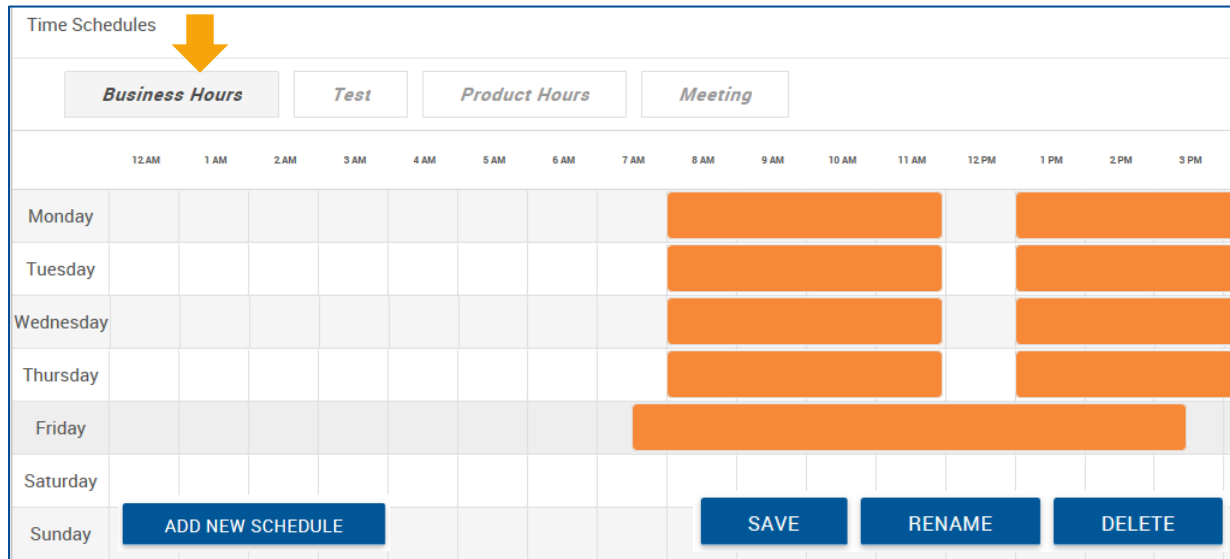 Time Schedules
Business Hours Test Product Hours Meeting
12 AM 1 AM 2 AM 3 AM 4 AM 5 AM 6 AM 7 AM 8 AM 9 AM 10 AM 11 AM 12 PM 1 PM 2 PM 3 PM
Monday
Tuesday
Wednesday
Thursday
Friday
Saturday
Sunday ADD NEW SCHEDULE SAVE RENAME DELETE